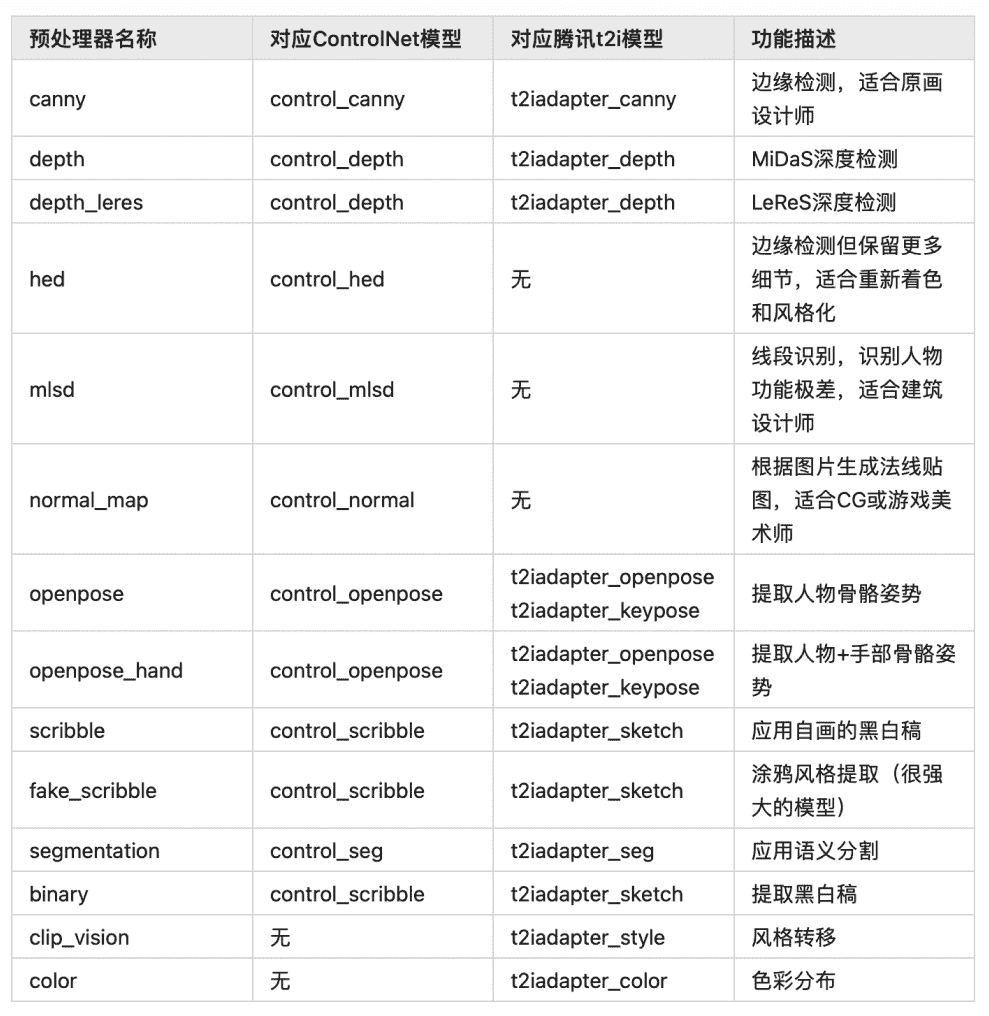 预处理器名称 对应ControlNet模型 对应腾讯t2i模型 功能描述
canny control_canny t2iadapter_canny 边缘检测，适合原画
设计师
depth control_depth t2iadapter_depth MiDaS深度检测
depth_leres control_depth t2iadapter_depth LeReS深度检测
hed control_hed 无 边缘检测但保留更多
细节，适合重新着色
和风格化
mlsd control_mlsd 无 线段识别，识别人物
功能极差，适合建筑
设计师
normal_map control_normal 无 根据图片生成法线贴
图，适合CG或游戏美
术师
openpose control_openpose t2iadapter_openpose
t2iadapter_keypose 提取人物骨骼姿势
openpose_hand control_openpose t2iadapter_openpose
t2iadapter_keypose 提取人物+手部骨骼姿
势
scribble control_scribble t2iadapter_sketch 应用自画的黑白稿
fake_scribble control_scribble t2iadapter_sketch 涂鸦风格提取（很强
大的模型）
segmentation control_seg t2iadapter_seg 应用语义分割
binary control_scribble t2iadapter_sketch 提取黑白稿
clip_vision 无 t2iadapter_style 风格转移
color 无 t2iadapter_color 色彩分布